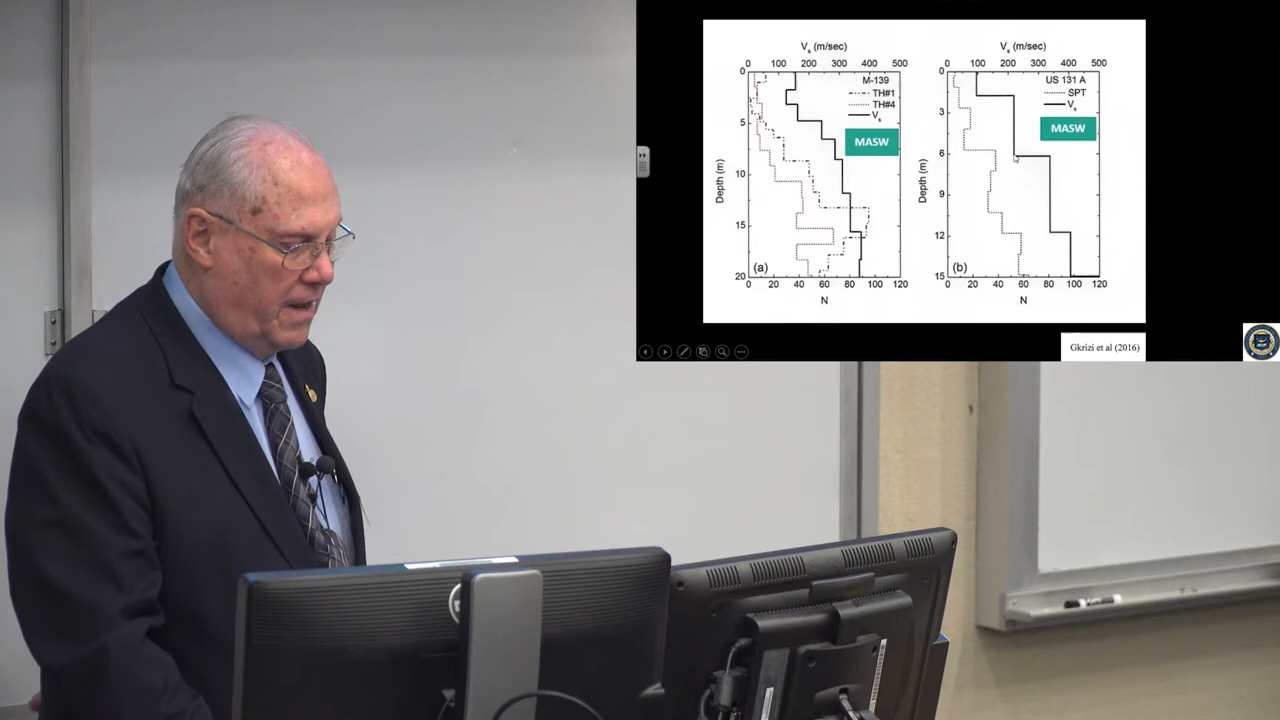 Vs (m/sec)
0 100 200 300 400 500
M-139
TH#1
TH#4
Vs
MASW
Depth (m)
0
5
10
15
20
(a)
0 20 40 60 80 100 120
N
Vs (m/sec)
0 100 200 300 400 500
US 131 A
SPT
Vs
MASW
Depth (m)
0
3
6
9
12
15
(b)
0 20 40 60 80 100 120
N
Gkrizi et al (2016)